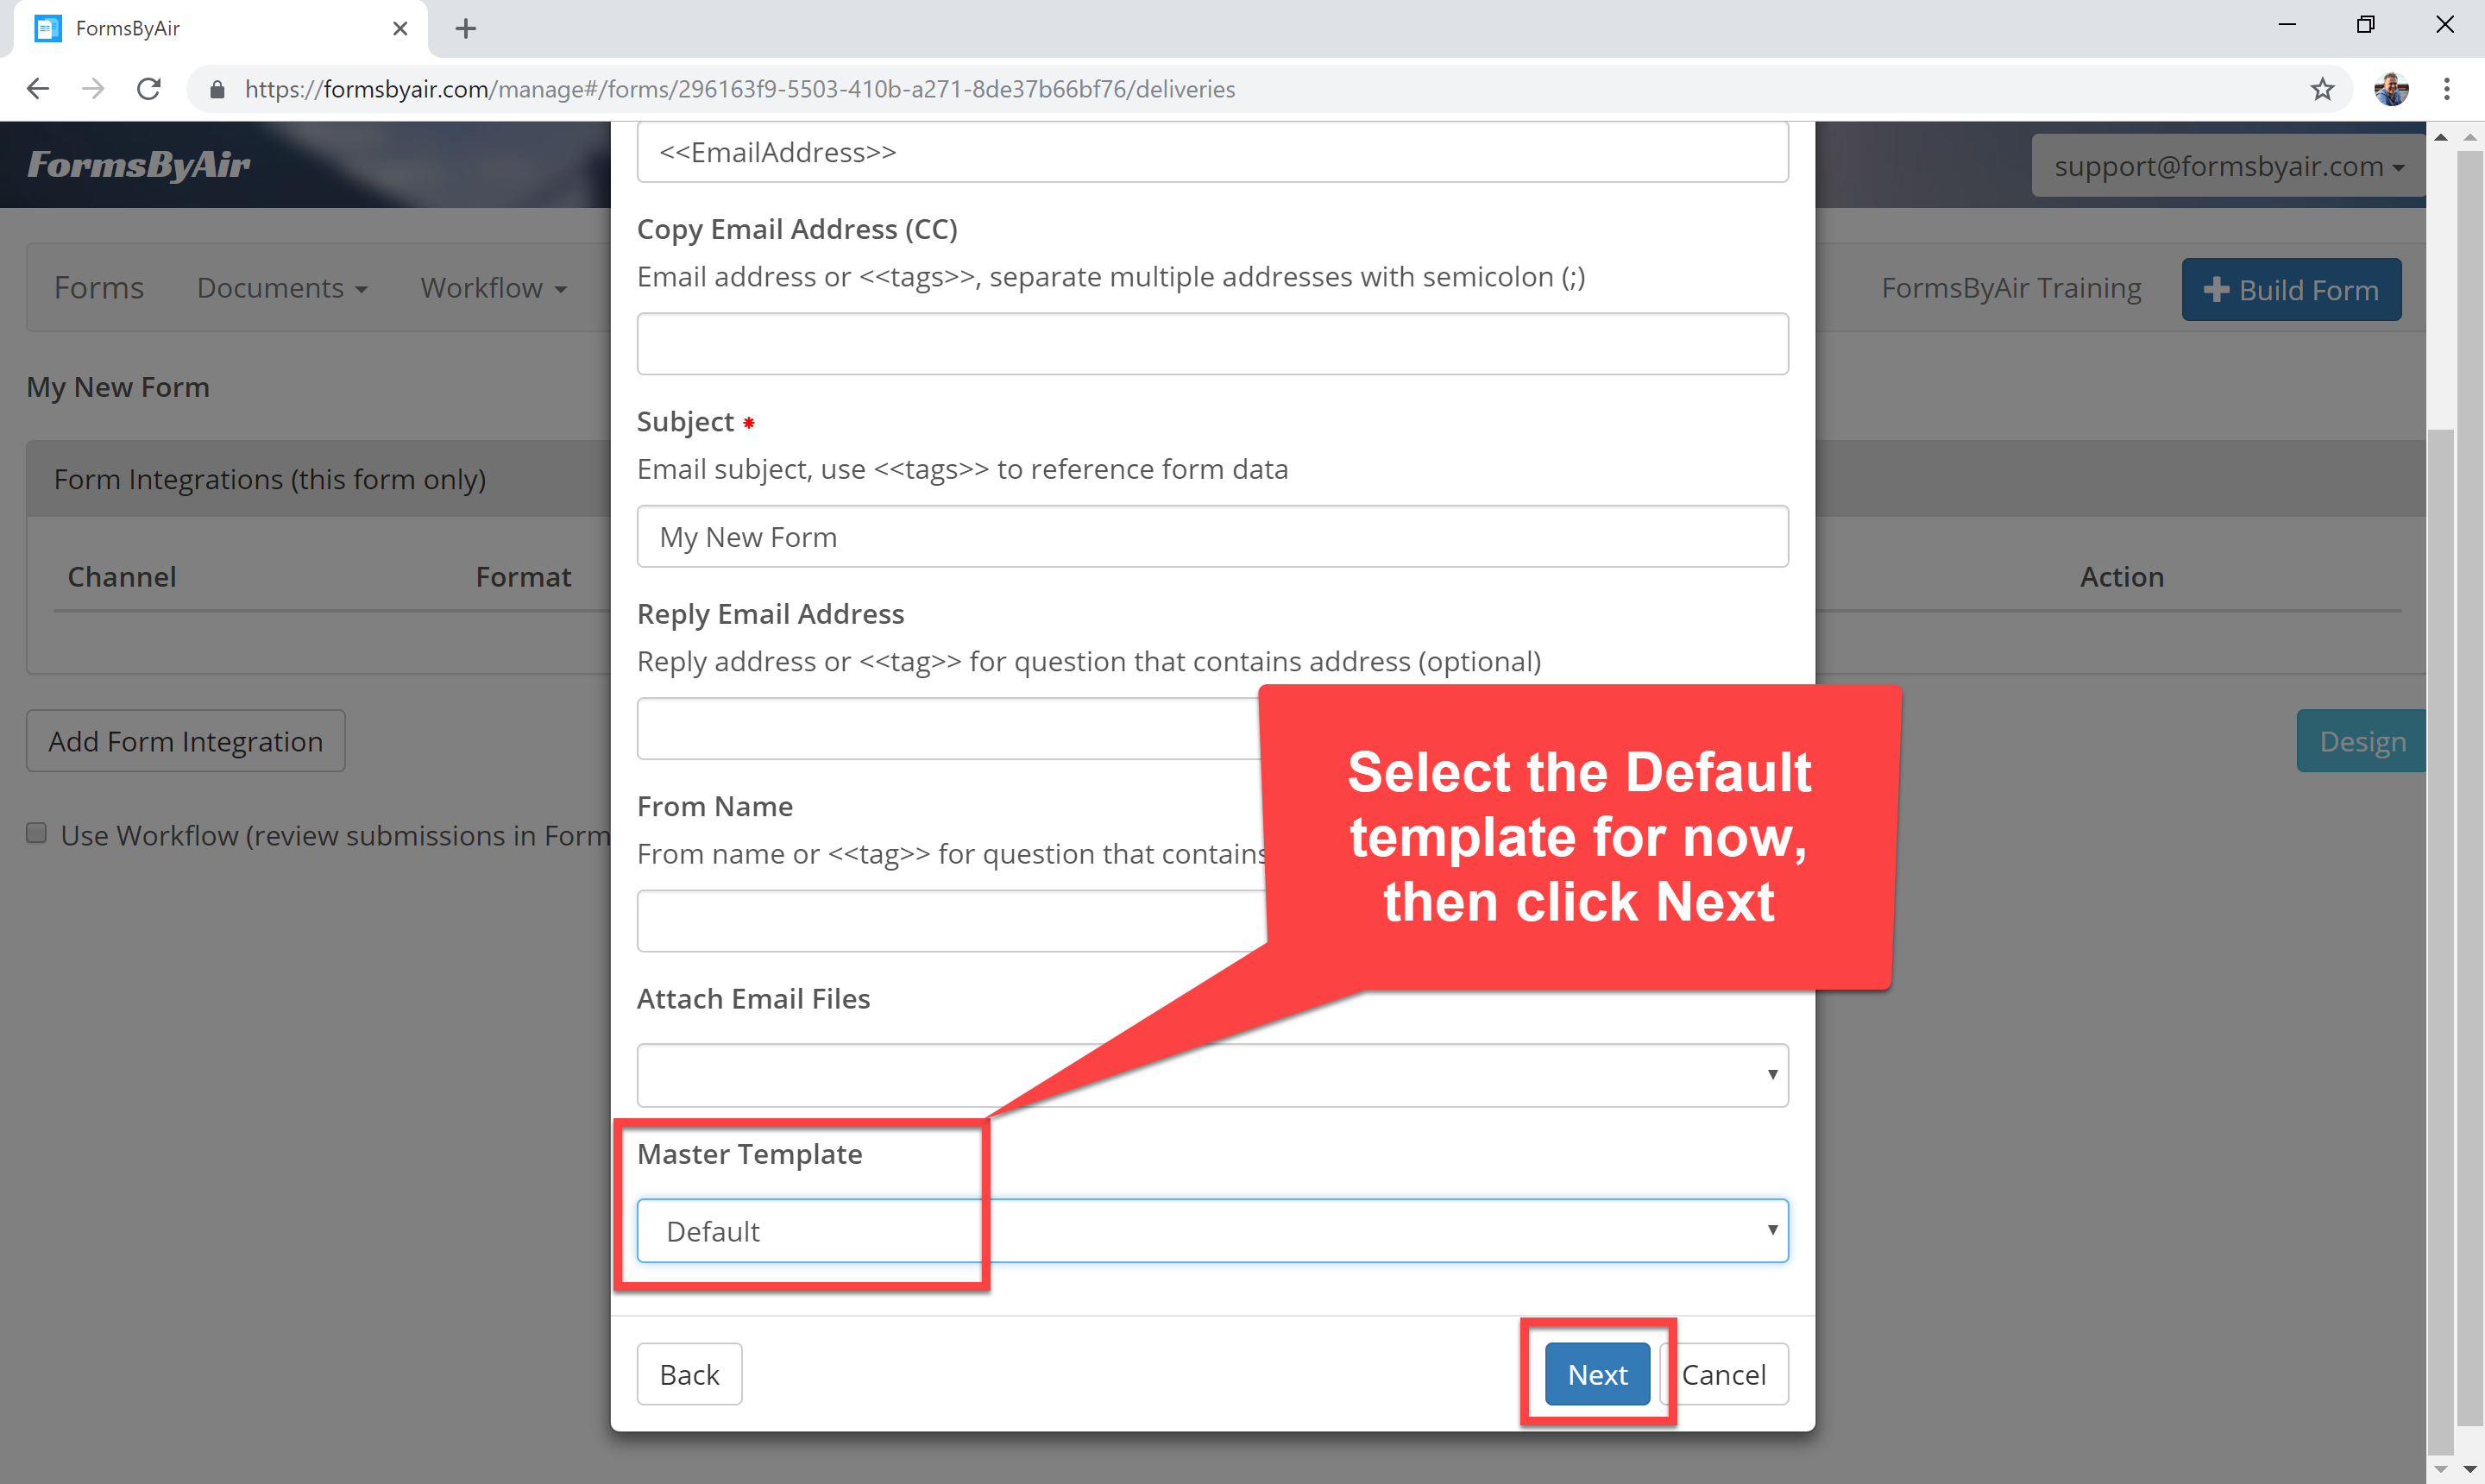 FormsByAir
https://formsbyair.com/manage#/forms/296163f9-5503-410b-a271-8de37b66bf76/deliveries
FormsByAir
support@formsbyair.com
Forms
Documents
Workflow
FormsByAir Training
Build Form
My New Form
Form Integrations (this form only)
Channel
Format
Action
Add Form Integration
Design
Use Workflow (review submissions in Form
<<EmailAddress>>
Copy Email Address (CC)
Email address or <<tags>>, separate multiple addresses with semicolon (;)
Subject *
Email subject, use <<tags>> to reference form data
My New Form
Reply Email Address
Reply address or <<tag>> for question that contains address (optional)
From Name
From name or <<tag>> for question that contains
Attach Email Files
Master Template
Default
Back
Next
Cancel
Select the Default
template for now,
then click Next